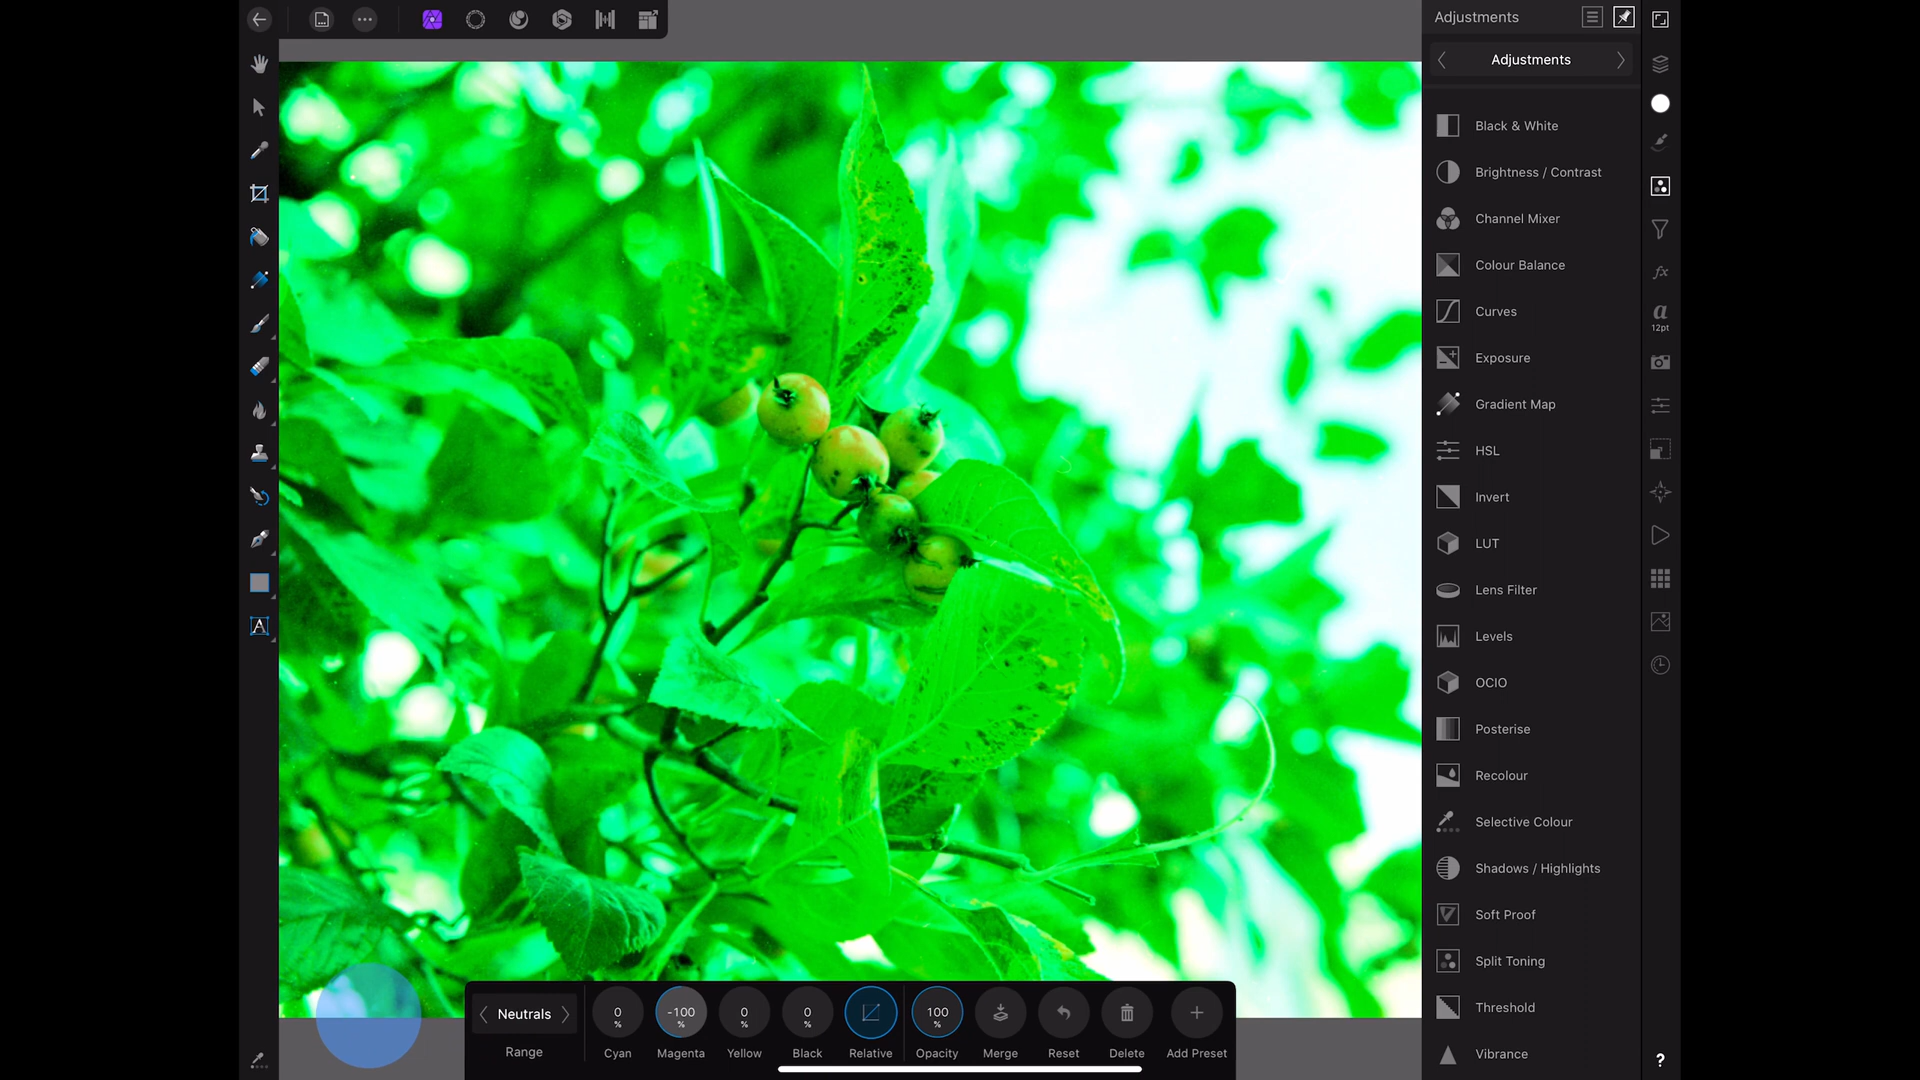 Adjustments
Adjustments
Black & White
Brightness / Contrast
Channel Mixer
Colour Balance
Curves
Exposure
Gradient Map
HSL
Invert
LUT
Lens Filter
Levels
OCIO
Posterise
Recolour
Selective Colour
Shadows / Highlights
Soft Proof
Split Toning
Threshold
Vibrance
fx
a
12pt
?
A
Neutrals
Range
0 %
Cyan
-100 %
Magenta
0 %
Yellow
0 %
Black
Relative
100 %
Opacity
Merge
Reset
Delete
Add Preset